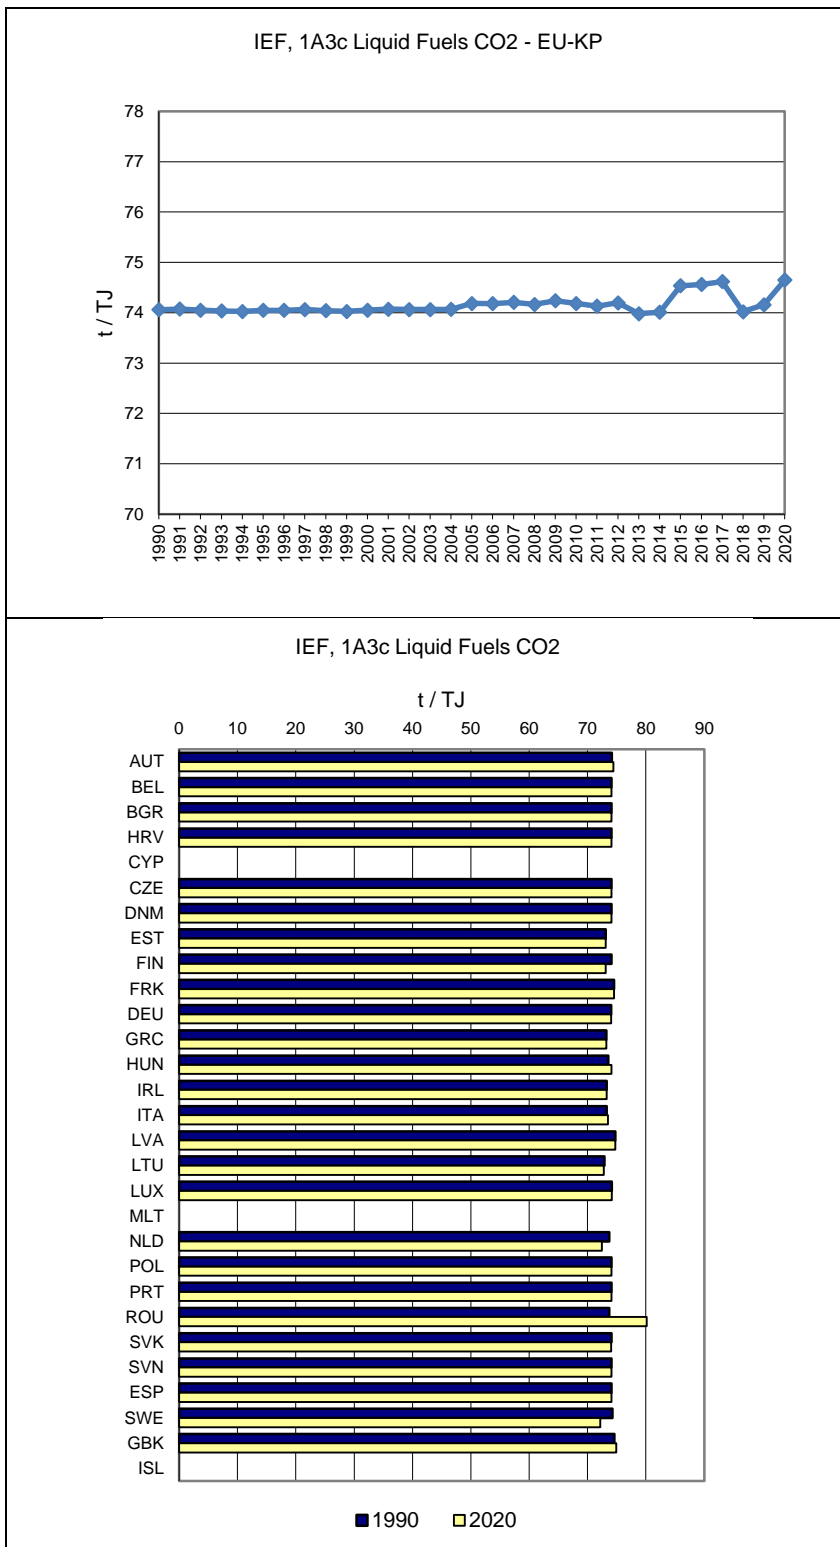 IEF, 1A3c Liquid Fuels CO2 - EU-KP
78
77
76
75
74
73
72
71
70
t / TJ
1990 1991 1992 1993 1994 1995 1996 1997 1998 1999 2000 2001 2002 2003 2004 2005 2006 2007 2008 2009 2010 2011 2012 2013 2014 2015 2016 2017 2018 2019 2020
IEF, 1A3c Liquid Fuels CO2
t / TJ
0 10 20 30 40 50 60 70 80 90
AUT
BEL
BGR
HRV
CYP
CZE
DNM
EST
FIN
FRK
DEU
GRC
HUN
IRL
ITA
LVA
LTU
LUX
MLT
NLD
POL
PRT
ROU
SVK
SVN
ESP
SWE
GBK
ISL
1990 2020